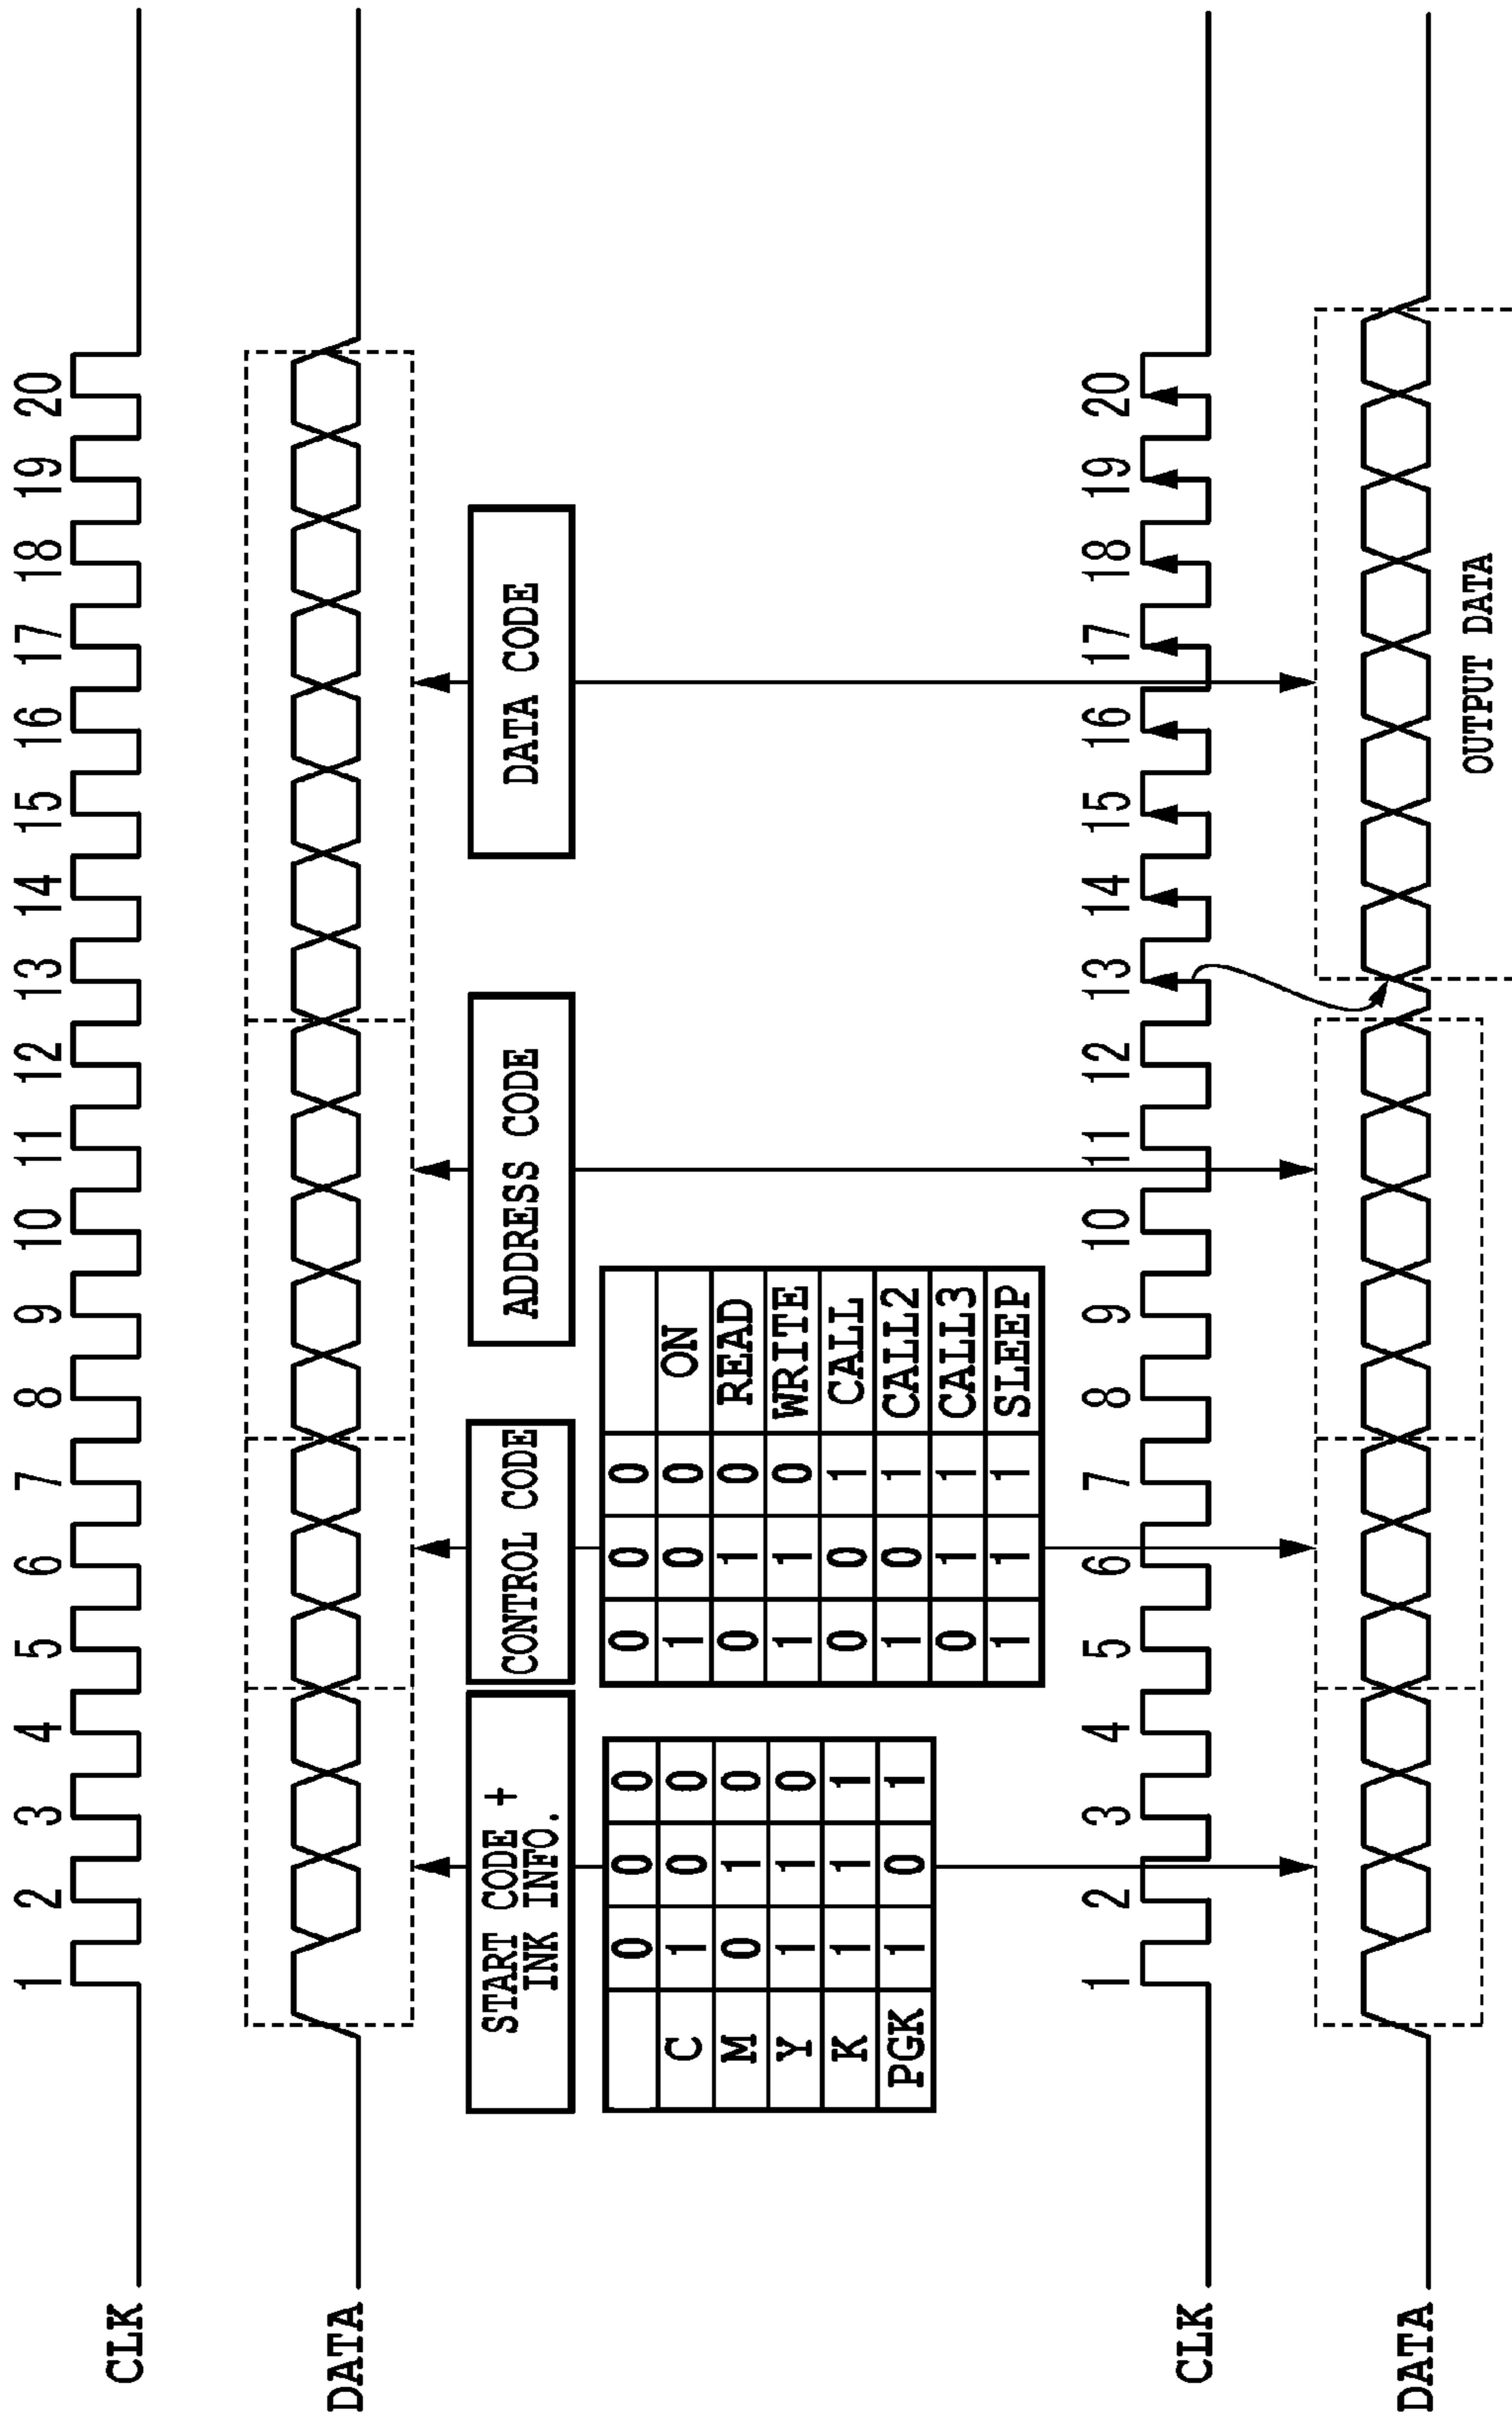 1 2 3 4 5 6 7 8 9 10 11 12 13 14 15 16 17 18 19 20
CLK
DATA
START CODE +
INK INFO.
CONTROL CODE
ADDRESS CODE
DATA CODE
0 0 0
C 1 0 0
M 0 1 0
Y 1 1 0
K 1 1 1
PGK 1 0 1
0 0 0
1 0 0 ON
0 1 0 READ
1 1 0 WRITE
0 0 1 CALL
1 0 1 CALL2
0 1 1 CALL3
1 1 1 SLEEP
1 2 3 4 5 6 7 8 9 10 11 12 13 14 15 16 17 18 19 20
CLK
DATA
OUTPUT DATA